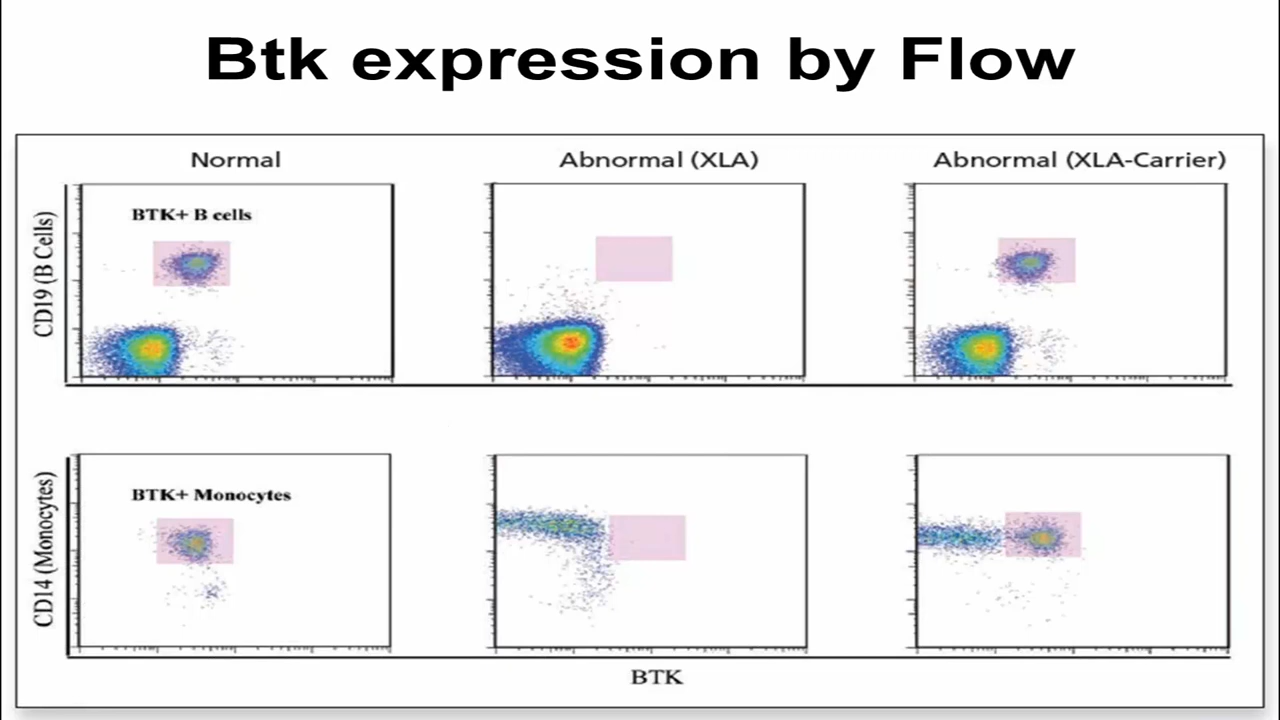 Btk expression by Flow
Normal
Abnormal (XLA)
Abnormal (XLA-Carrier)
CD19 (B Cells)
BTK+ B cells
CD14 (Monocytes)
BTK+ Monocytes
BTK